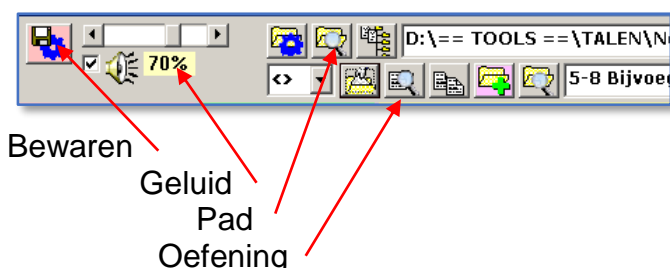 D:\== TOOLS ==\TALEN\N
70%
<> 5-8 Bijvoeg
Bewaren
Geluid
Pad
Oefening